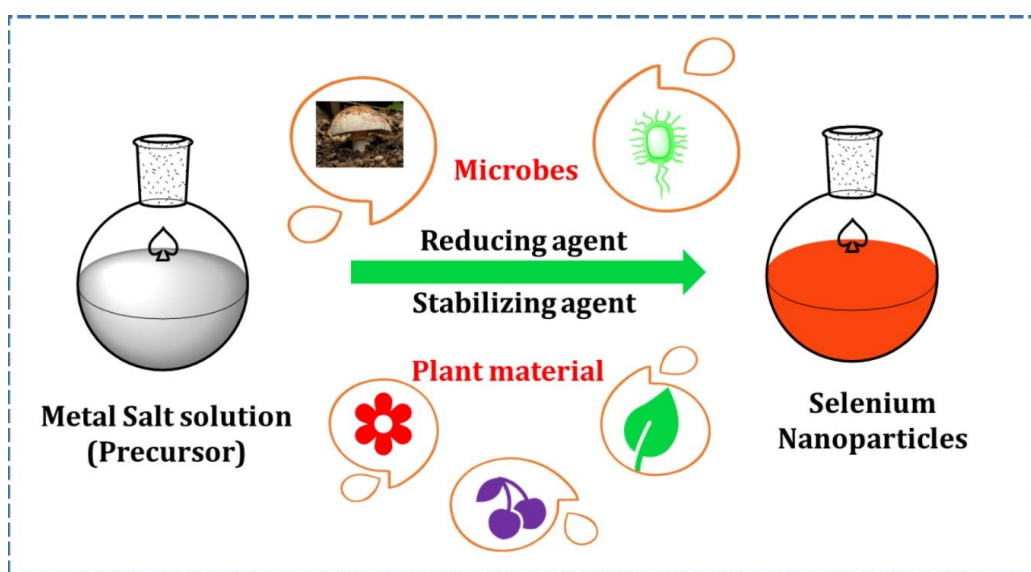 Microbes
Reducing agent
Stabilizing agent
Plant material
Metal Salt solution
(Precursor)
Selenium
Nanoparticles